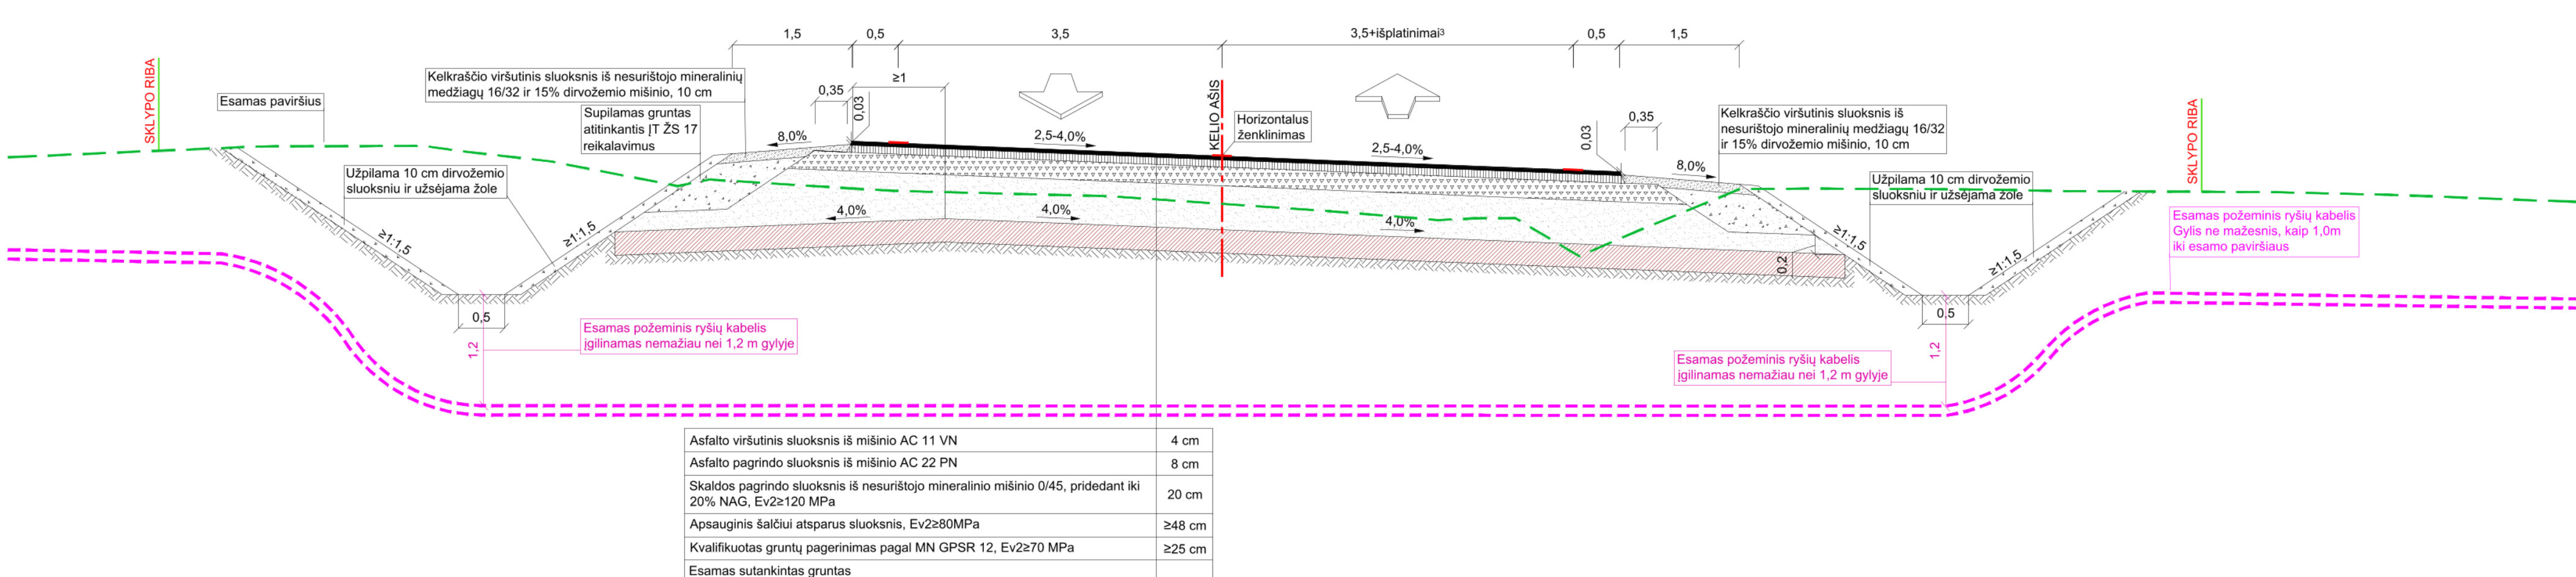 1,5
0,5
3,5
3,5+išplatinimai³
0,5
1,5
SKLYPO RIBA
Esamas paviršius
Kelkraščio viršutinis sluoksnis iš nesurištojo mineralinių
medžiagų 16/32 ir 15% dirvožemio mišinio, 10 cm
≥1
0,35
0,03
Supilamas gruntas
atitinkantis ĮT ŽS 17
reikalavimus
8,0%
2,5-4,0%
KELIO AŠIS
Horizontalus
ženklinimas
2,5-4,0%
0,03
0,35
Kelkraščio viršutinis sluoksnis iš
nesurištojo mineralinių medžiagų 16/32
ir 15% dirvožemio mišinio, 10 cm
8,0%
SKLYPO RIBA
Užpilama 10 cm dirvožemio
sluoksniu ir užsėjama žole
Užpilama 10 cm dirvožemio
sluoksniu ir užsėjama žole
≥1:1,5
≥1:1,5
4,0%
4,0%
4,0%
0,2
≥1:1,5
≥1:1,5
Esamas požeminis ryšių kabelis
Gylis ne mažesnis, kaip 1,0m
iki esamo paviršiaus
0,5
1,2
Esamas požeminis ryšių kabelis
įgilinamas nemažiau nei 1,2 m gylyje
0,5
1,2
Esamas požeminis ryšių kabelis
įgilinamas nemažiau nei 1,2 m gylyje
Asfalto viršutinis sluoksnis iš mišinio AC 11 VN 4 cm
Asfalto pagrindo sluoksnis iš mišinio AC 22 PN 8 cm
Skaldos pagrindo sluoksnis iš nesurištojo mineralinio mišinio 0/45, pridedant iki
20% NAG, Ev2≥120 MPa 20 cm
Apsauginis šalčiui atsparus sluoksnis, Ev2≥80MPa ≥48 cm
Kvalifikuotas gruntų pagerinimas pagal MN GPSR 12, Ev2≥70 MPa ≥25 cm
Esamas sutankintas gruntas